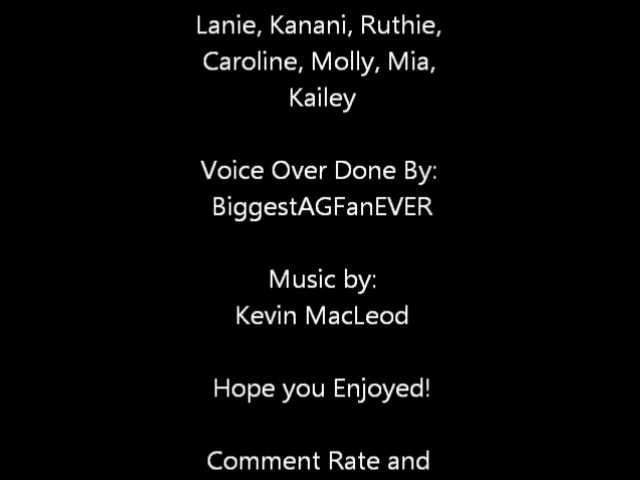 Lanie, Kanani, Ruthie,
Caroline, Molly, Mia,
Kailey
Voice Over Done By:
BiggestAGFanEVER
Music by:
Kevin MacLeod
Hope you Enjoyed!
Comment Rate and